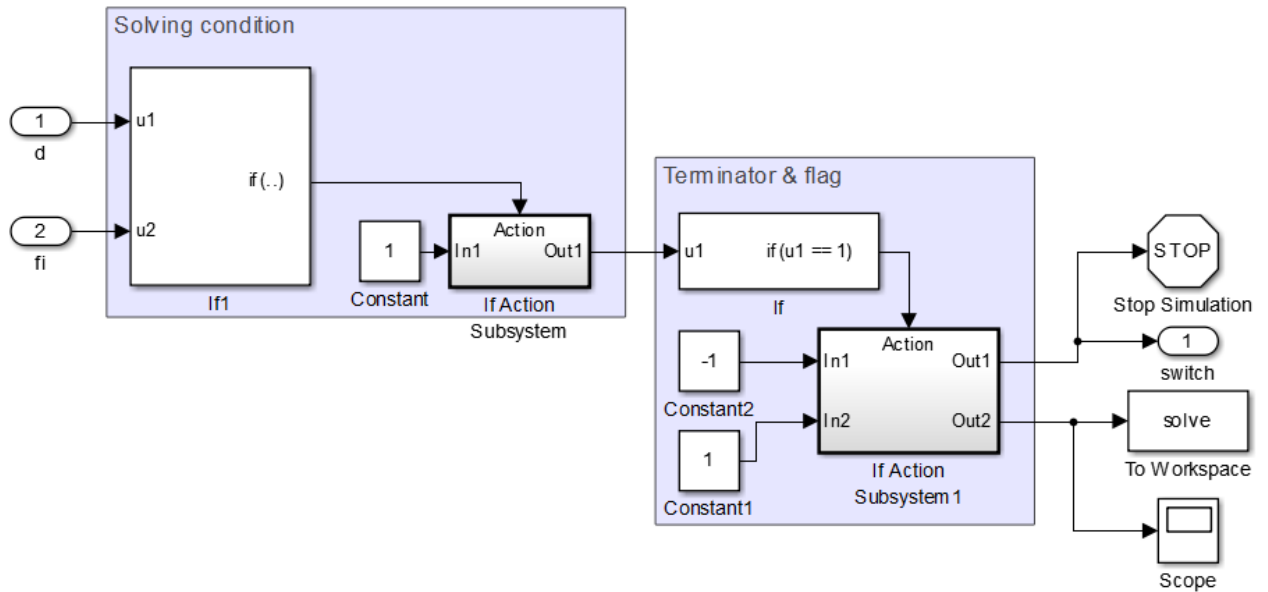 Solving condition
1
d
u1
if(..)
2
fi
u2
If1
1
Constant
Action
In1
Out1
If Action
Subsystem
Terminator & flag
u1
if(u1 == 1)
If
-1
Constant2
1
Constant1
Action
In1
Out1
In2
Out2
If Action
Subsystem1
STOP
Stop Simulation
1
switch
solve
To Workspace
Scope